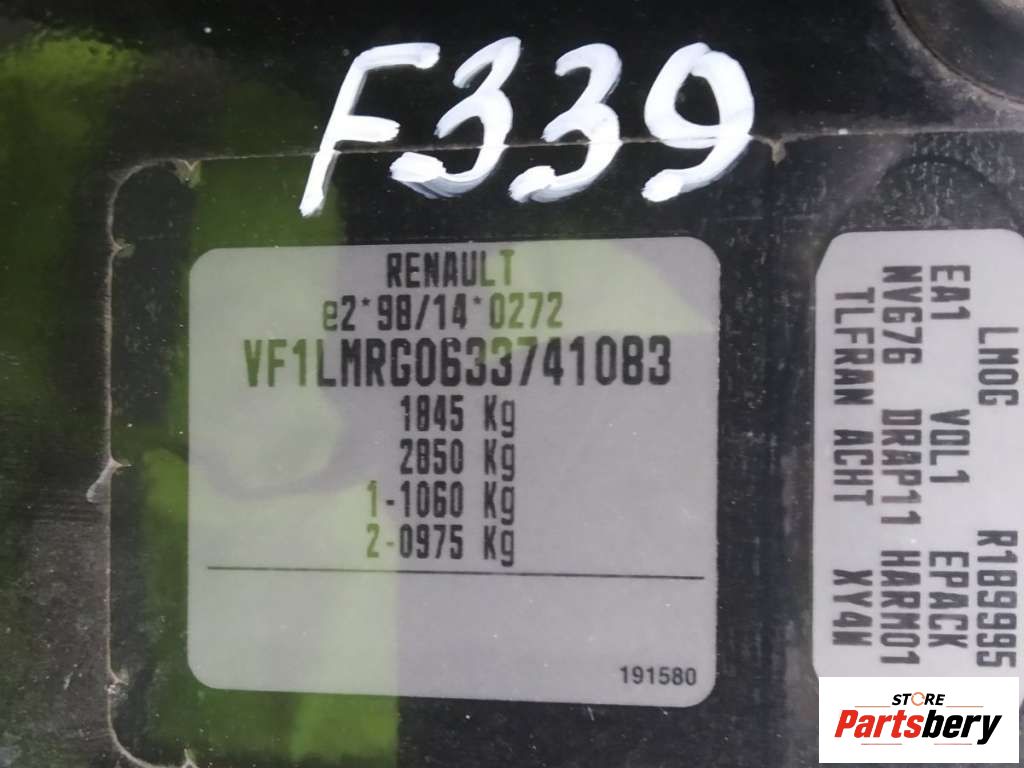 F339
RENAULT
e2*98/14*0272
VF1LMRG0633741083
1845 Kg
2850 Kg
1-1060 Kg
2-0975 Kg
191580
LMOG R189995
EA1 VOL1 EPACK
NV676 DRAP11 HARM01
TLFRAN ACHT XY4N
STORE
Partsbery